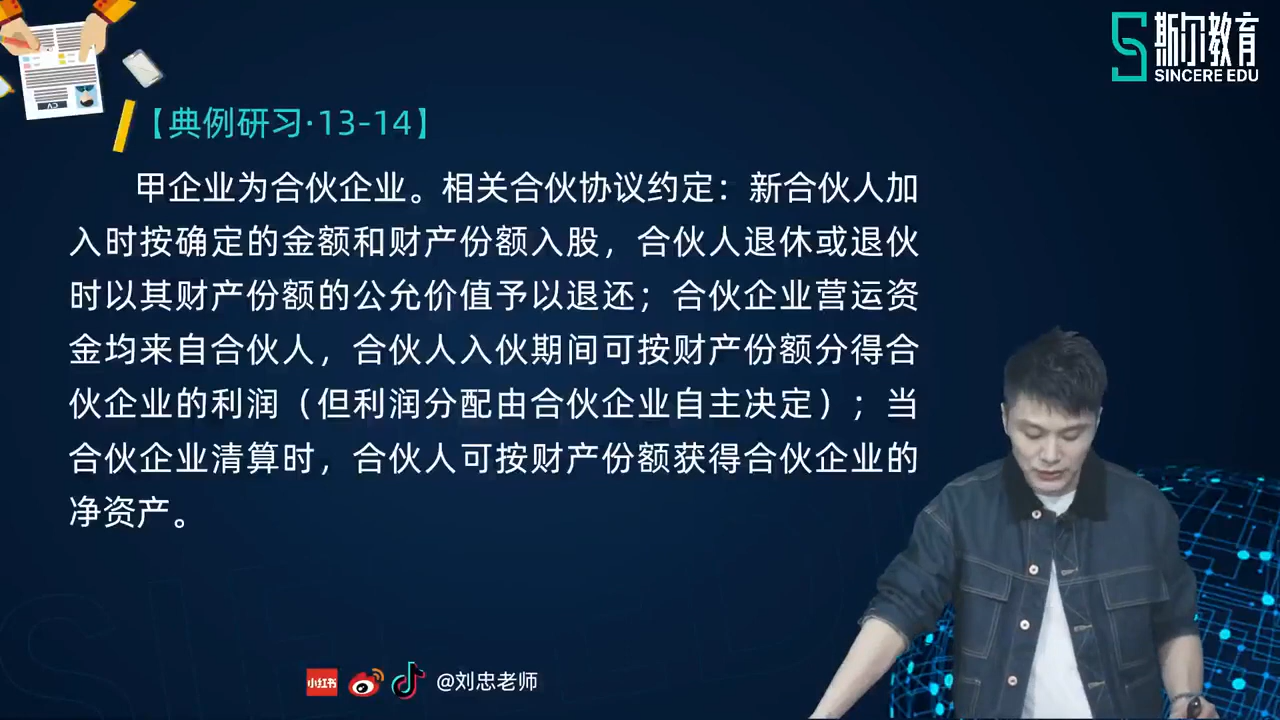 斯尔教育
SINCERE EDU
【典例研习·13-14】
甲企业为合伙企业。相关合伙协议约定：新合伙人加
入时按确定的金额和财产份额入股，合伙人退休或退伙
时以其财产份额的公允价值予以退还；合伙企业营运资
金均来自合伙人，合伙人入伙期间可按财产份额分得合
伙企业的利润（但利润分配由合伙企业自主决定）；当
合伙企业清算时，合伙人可按财产份额获得合伙企业的
净资产。
小红书
@刘忠老师